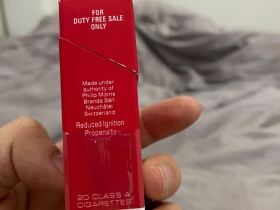 FOR
DUTY FREE SALE
ONLY
Made under
authority of
Philip Morris
Brands Sàrl
Neuchâtel
Switzerland
Reduced Ignition
Propensity
20 CLASS A
CIGARETTES